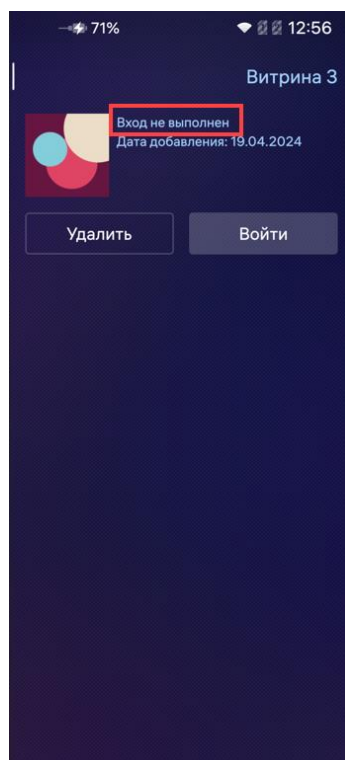 71% 12:56
Витрина 3
Вход не выполнен
Дата добавления: 19.04.2024
Удалить Войти